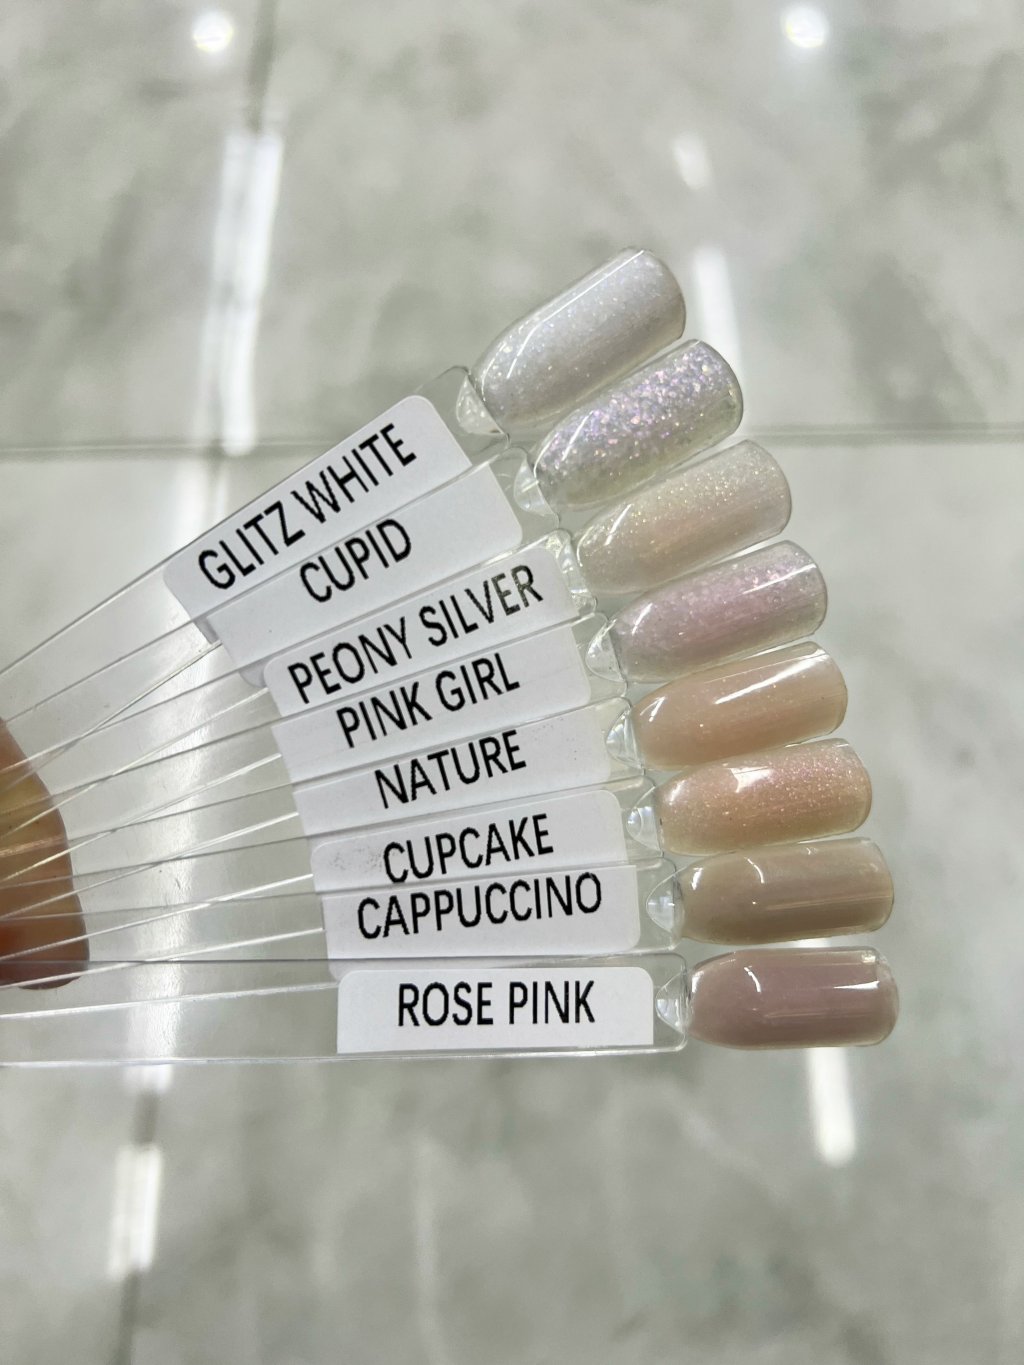 GLITZ WHITE
CUPID
PEONY SILVER
PINK GIRL
NATURE
CUPCAKE
CAPPUCCINO
ROSE PINK